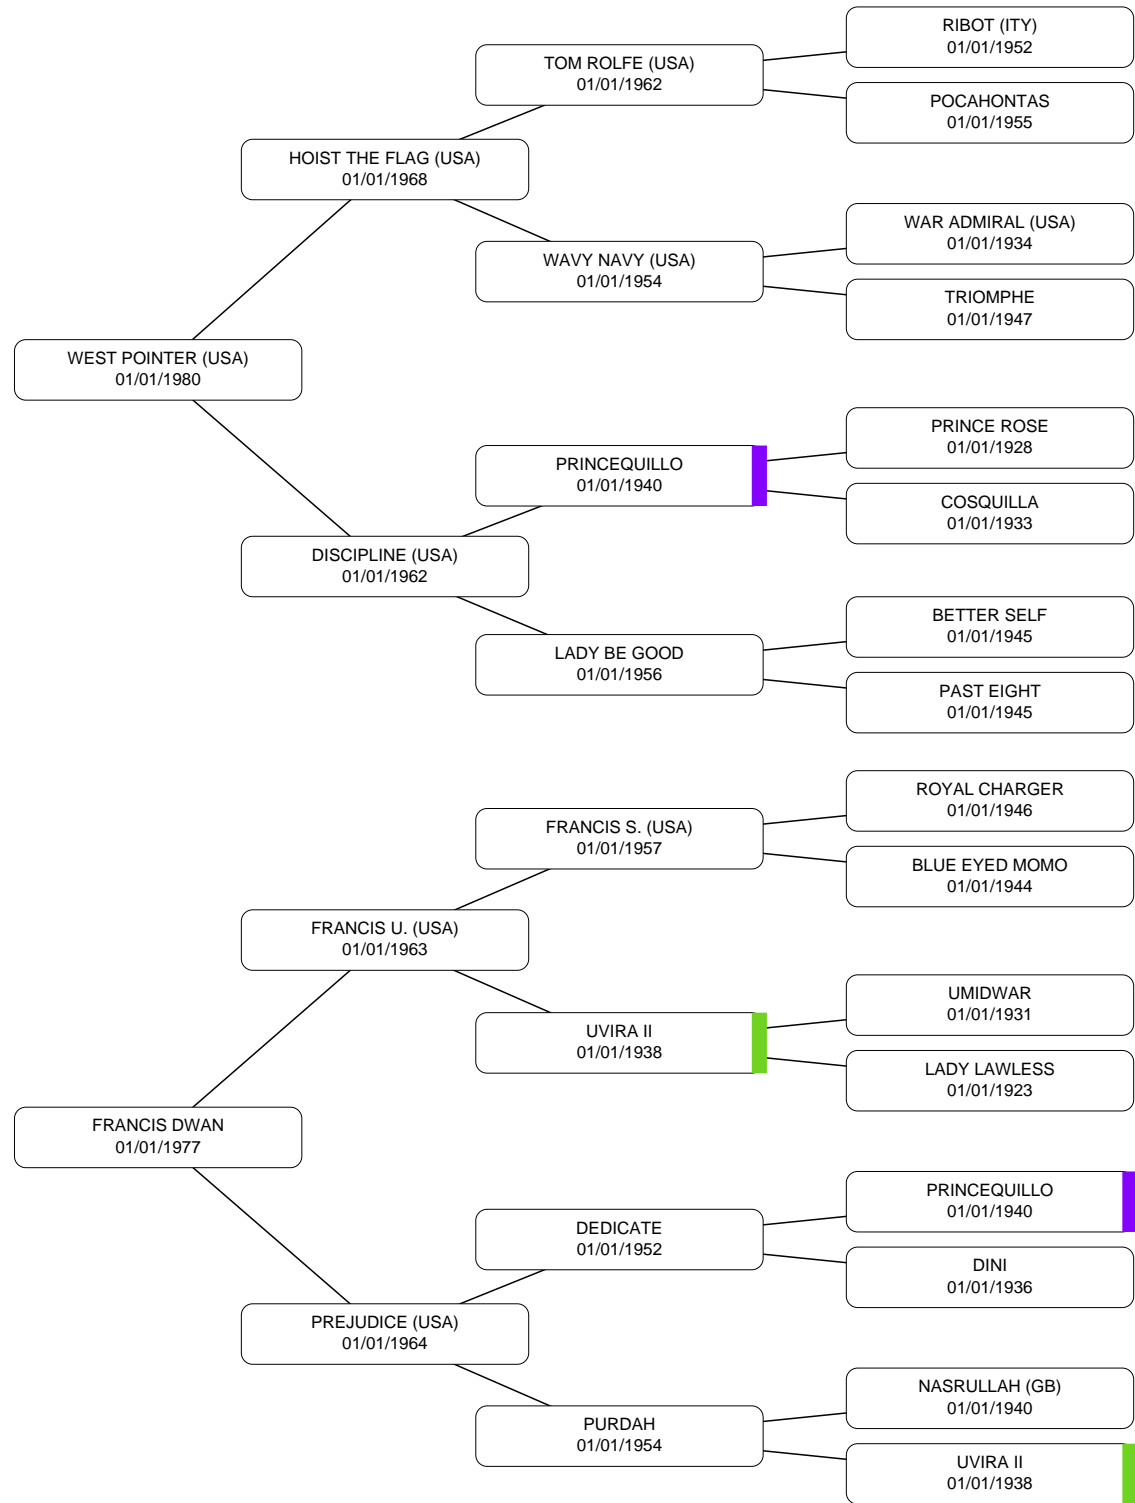 RIBOT (ITY)
01/01/1952
TOM ROLFE (USA)
01/01/1962
POCAHONTAS
01/01/1955
HOIST THE FLAG (USA)
01/01/1968
WAR ADMIRAL (USA)
01/01/1934
WAVY NAVY (USA)
01/01/1954
TRIOMPHE
01/01/1947
WEST POINTER (USA)
01/01/1980
PRINCE ROSE
01/01/1928
PRINCEQUILLO
01/01/1940
COSQUILLA
01/01/1933
DISCIPLINE (USA)
01/01/1962
BETTER SELF
01/01/1945
LADY BE GOOD
01/01/1956
PAST EIGHT
01/01/1945
ROYAL CHARGER
01/01/1946
FRANCIS S. (USA)
01/01/1957
BLUE EYED MOMO
01/01/1944
FRANCIS U. (USA)
01/01/1963
UMIDWAR
01/01/1931
UVIRA II
01/01/1938
LADY LAWLESS
01/01/1923
FRANCIS DWAN
01/01/1977
PRINCEQUILLO
01/01/1940
DEDICATE
01/01/1952
DINI
01/01/1936
PREJUDICE (USA)
01/01/1964
NASRULLAH (GB)
01/01/1940
PURDAH
01/01/1954
UVIRA II
01/01/1938